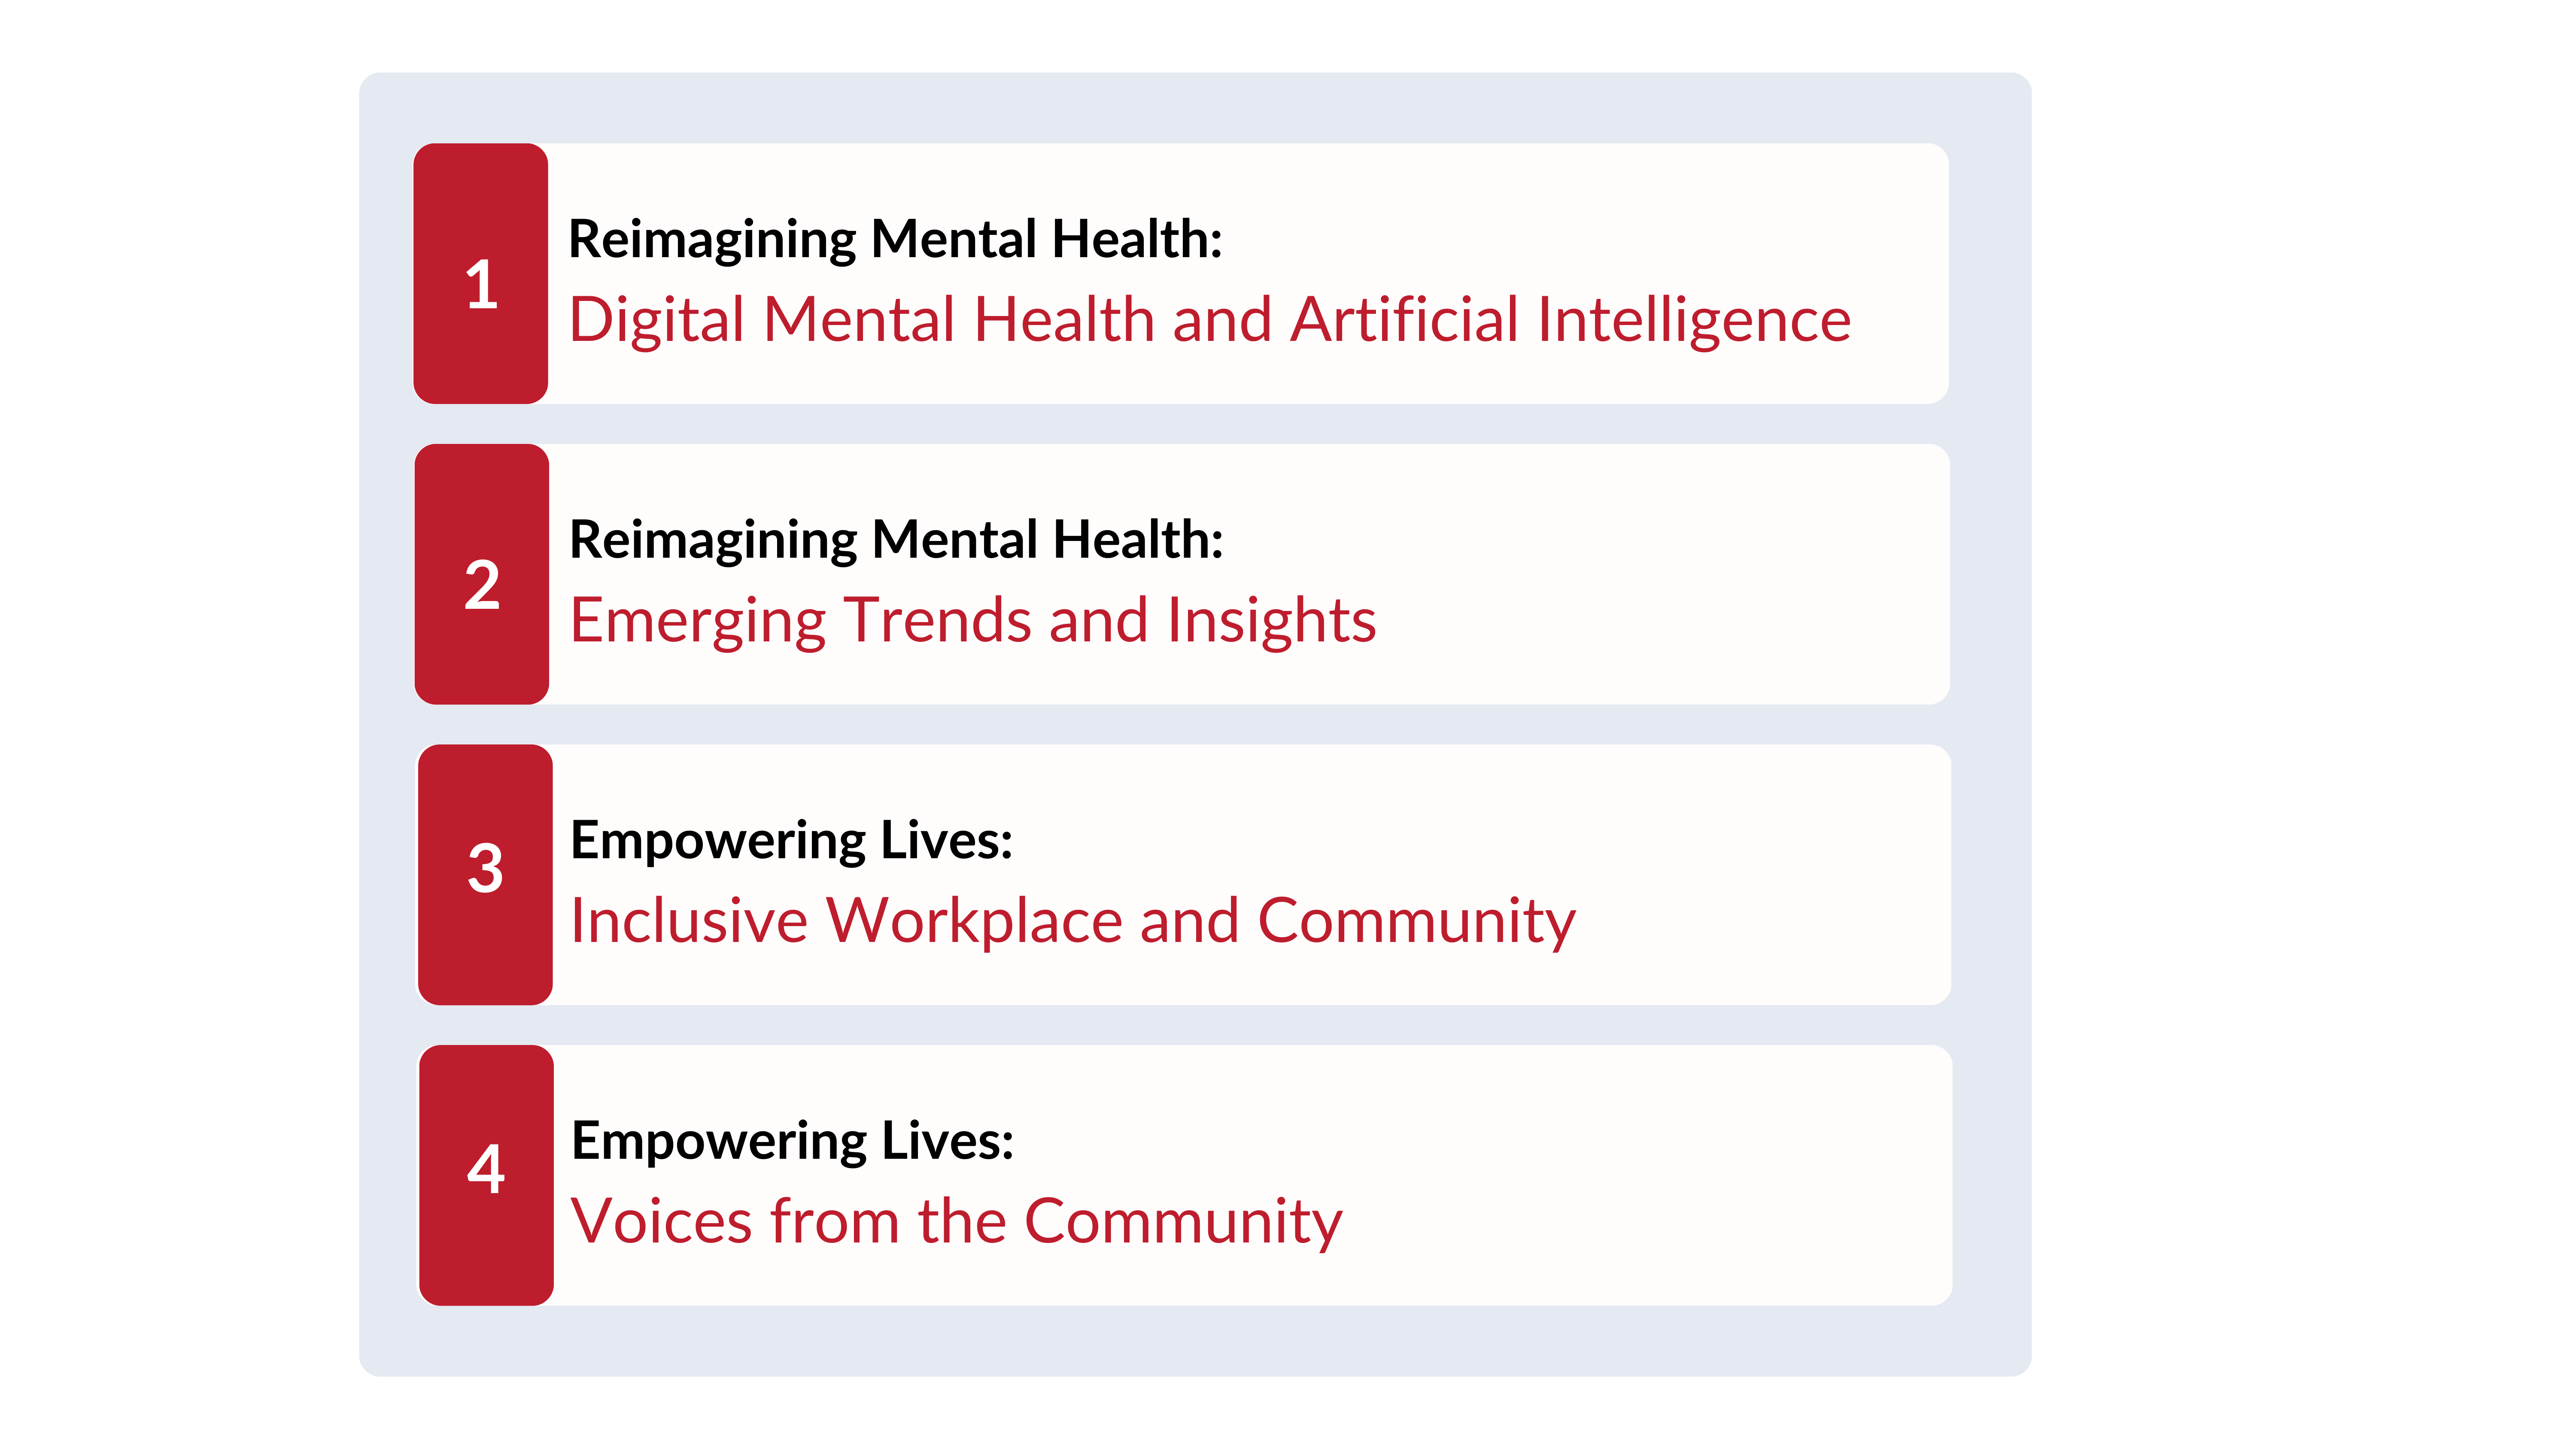 1
Reimagining Mental Health:
Digital Mental Health and Artificial Intelligence
2
Reimagining Mental Health:
Emerging Trends and Insights
3
Empowering Lives:
Inclusive Workplace and Community
4
Empowering Lives:
Voices from the Community